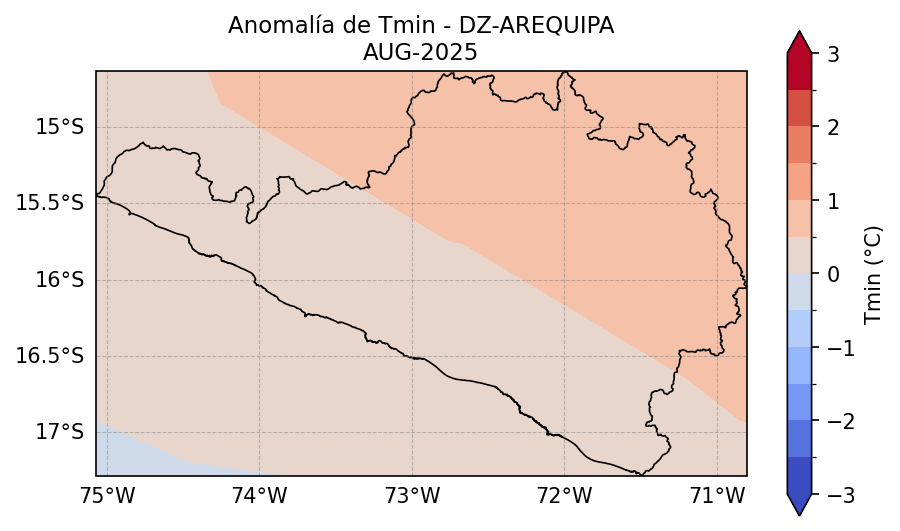 Anomalía de Tmin - DZ-AREQUIPA
AUG-2025
15°S
15.5°S
16°S
16.5°S
17°S
75°W
74°W
73°W
72°W
71°W
3
2
1
0
−1
−2
−3
Tmin (°C)